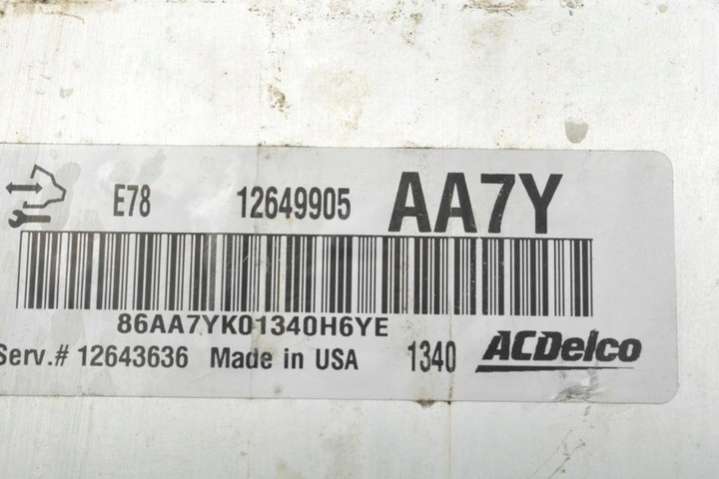 E78 12649905 AA7Y
86AA7YK01340H6YE
Serv.# 12643636 Made in USA 1340 ACDelco